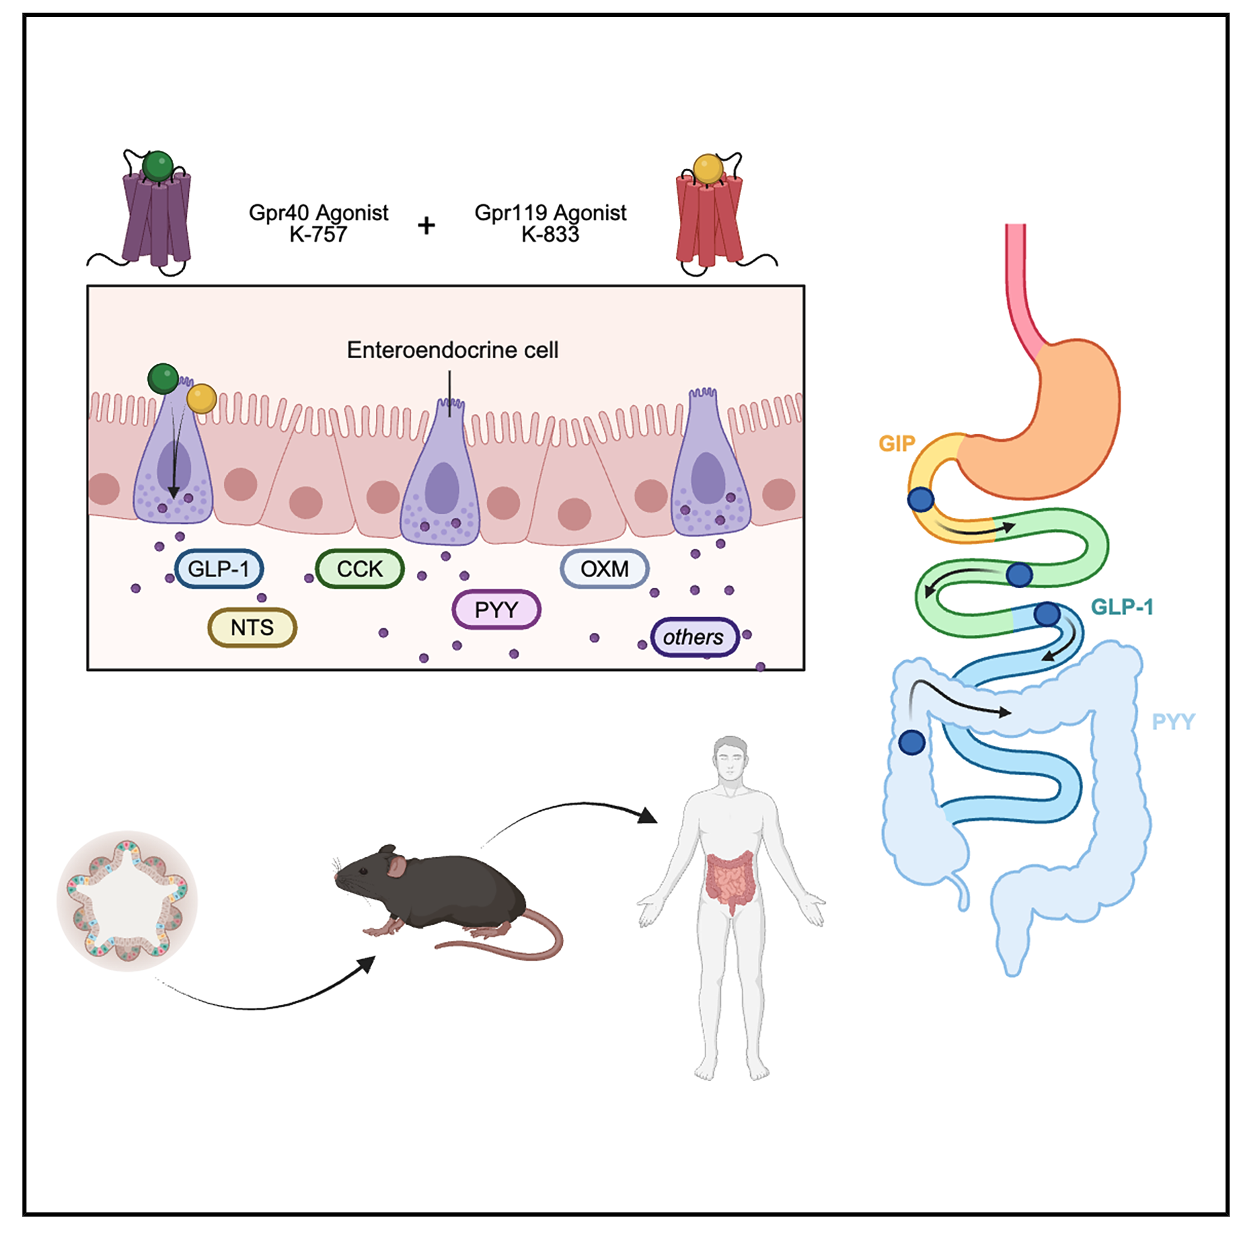 Gpr40 Agonist
K-757
+
Gpr119 Agonist
K-833
Enteroendocrine cell
GLP-1
CCK
OXM
NTS
PYY
others
GIP
GLP-1
PYY